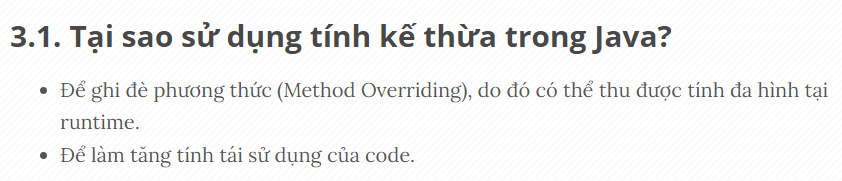 3.1. Tại sao sử dụng tính kế thừa trong Java?
• Để ghi đè phương thức (Method Overriding), do đó có thể thu được tính đa hình tại
runtime.
• Để làm tăng tính tái sử dụng của code.